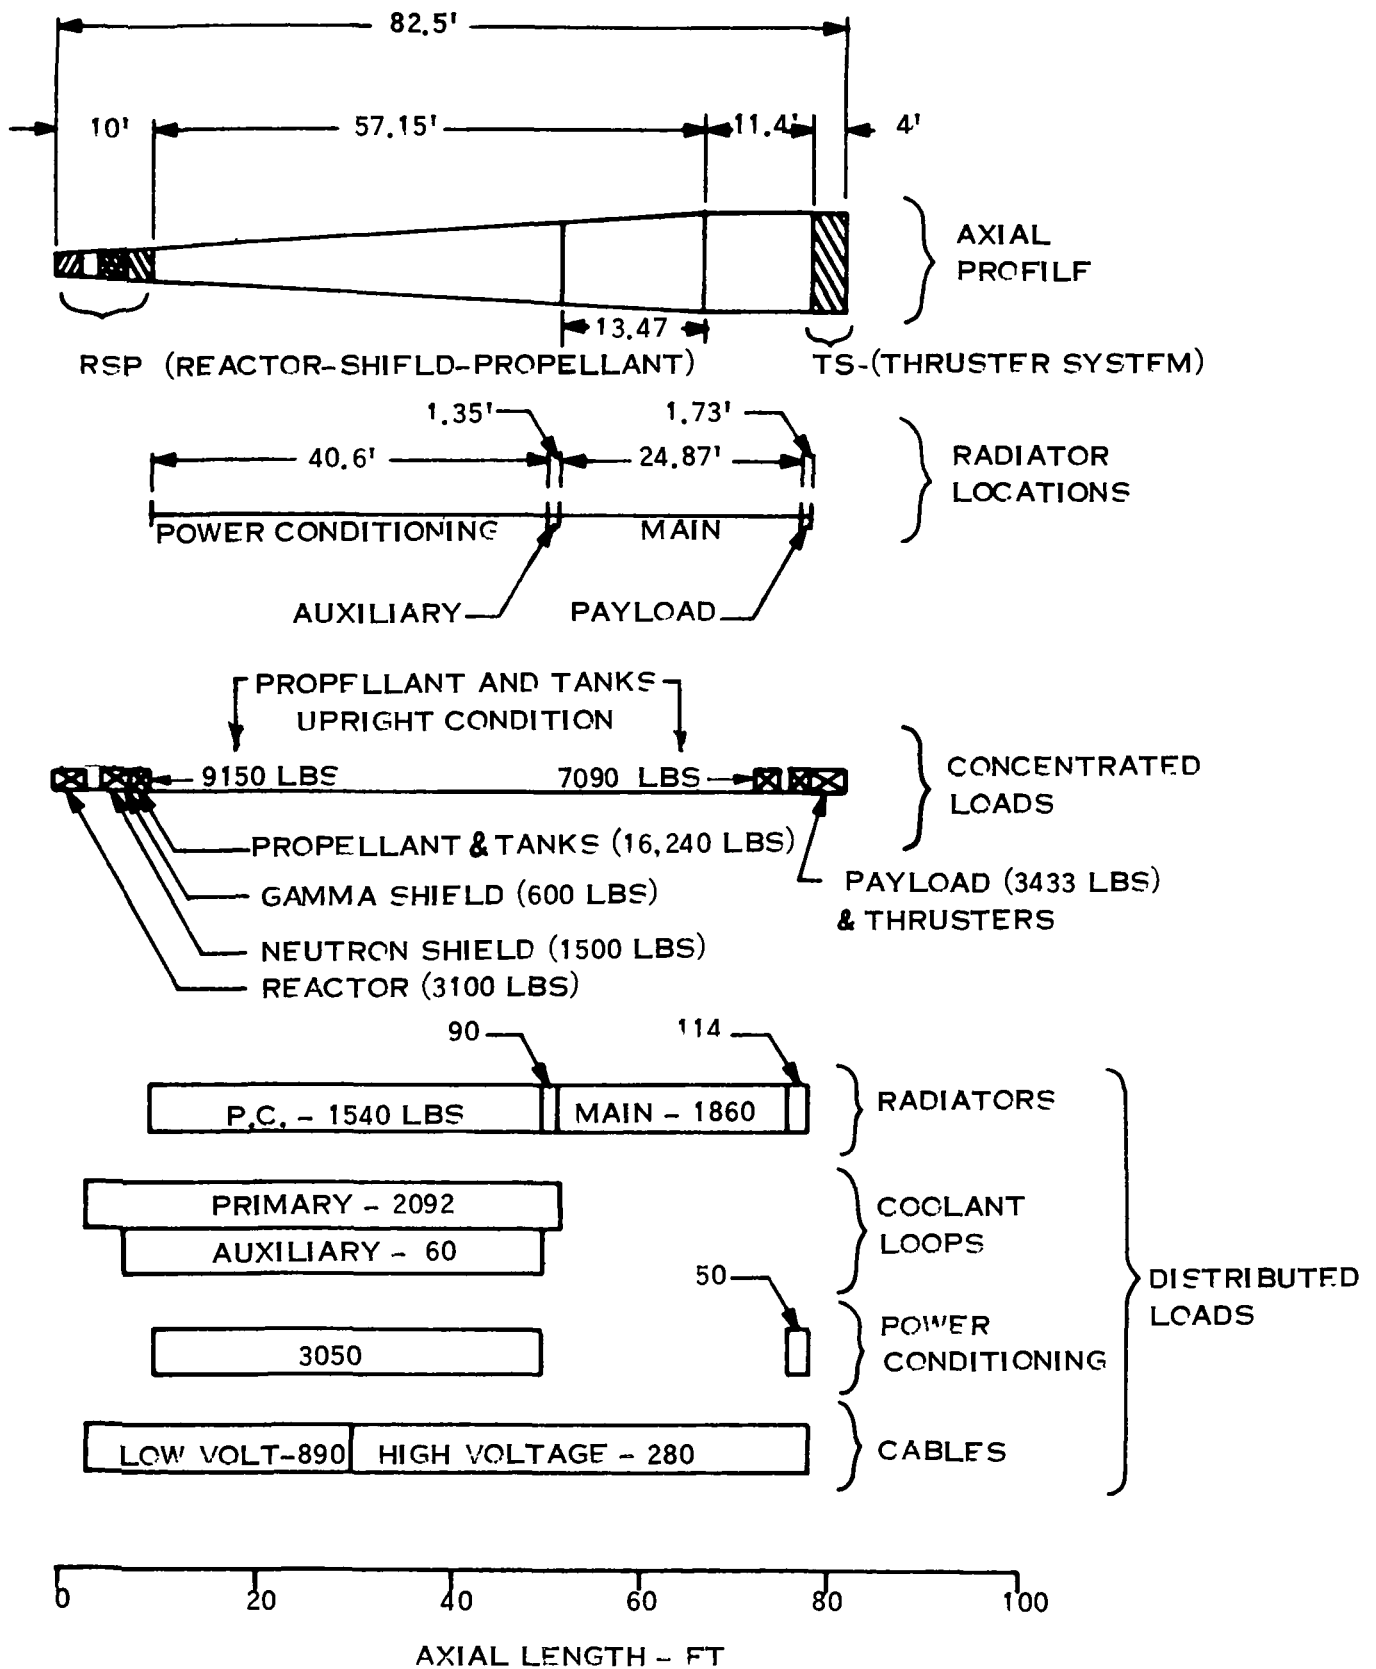 82.5'
10'
57.15'
11.4'
4'
AXIAL
PROFILF
13.47
RSP (REACTOR-SHIFLD-PROPELLANT)
TS-(THRUSTER SYSTFM)
1.35'
1.73'
40.6'
24.87'
RADIATOR
LOCATIONS
POWER CONDITIONING
MAIN
AUXILIARY
PAYLOAD
PROPFLLANT AND TANKS
UPRIGHT CONDITION
9150 LBS
7090 LBS
CONCENTRATED
LOADS
PROPELLANT & TANKS (16,240 LBS)
GAMMA SHIFLD (600 LBS)
NEUTRON SHIELD (1500 LBS)
REACTOR (3100 LBS)
PAYLOAD (3433 LBS)
& THRUSTERS
90
114
P.C. - 1540 LBS
MAIN - 1860
RADIATORS
PRIMARY - 2092
AUXILIARY - 60
COOLANT
LOOPS
50
3050
POWER
CONDITIONING
DISTRIBUTED
LOADS
LOW VOLT-890
HIGH VOLTAGE - 280
CABLES
0
20
40
60
80
100
AXIAL LENGTH - FT